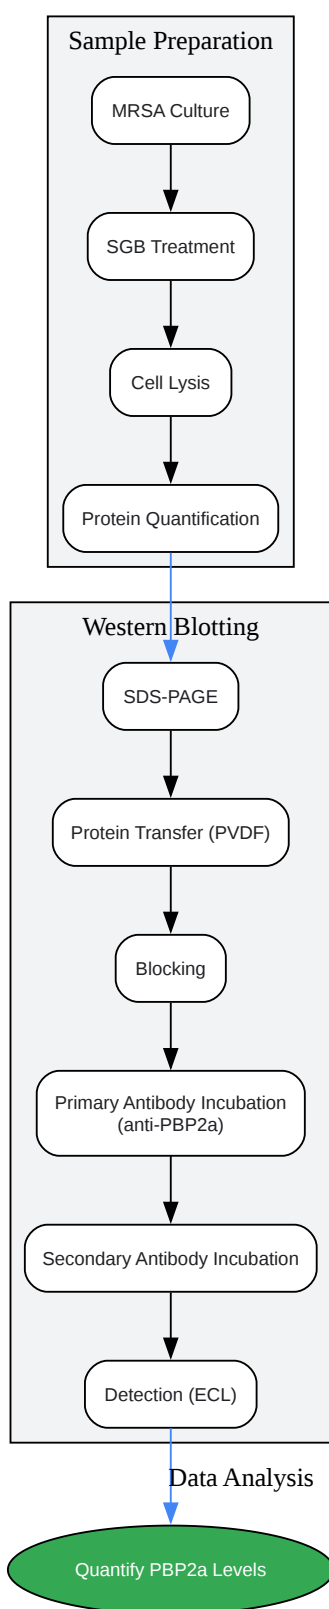 Sample Preparation
MRSA Culture
SGB Treatment
Cell Lysis
Protein Quantification
Western Blotting
SDS-PAGE
Protein Transfer (PVDF)
Blocking
Primary Antibody Incubation
(anti-PBP2a)
Secondary Antibody Incubation
Detection (ECL)
Data Analysis
Quantify PBP2a Levels